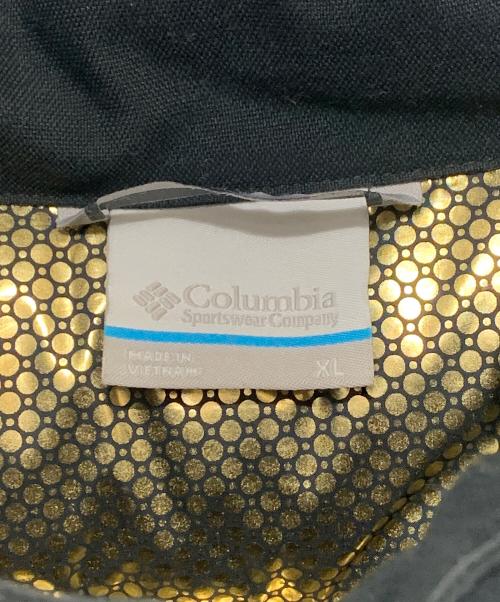 Columbia
Sportswear Company
MADE IN
VIETNAM
XL